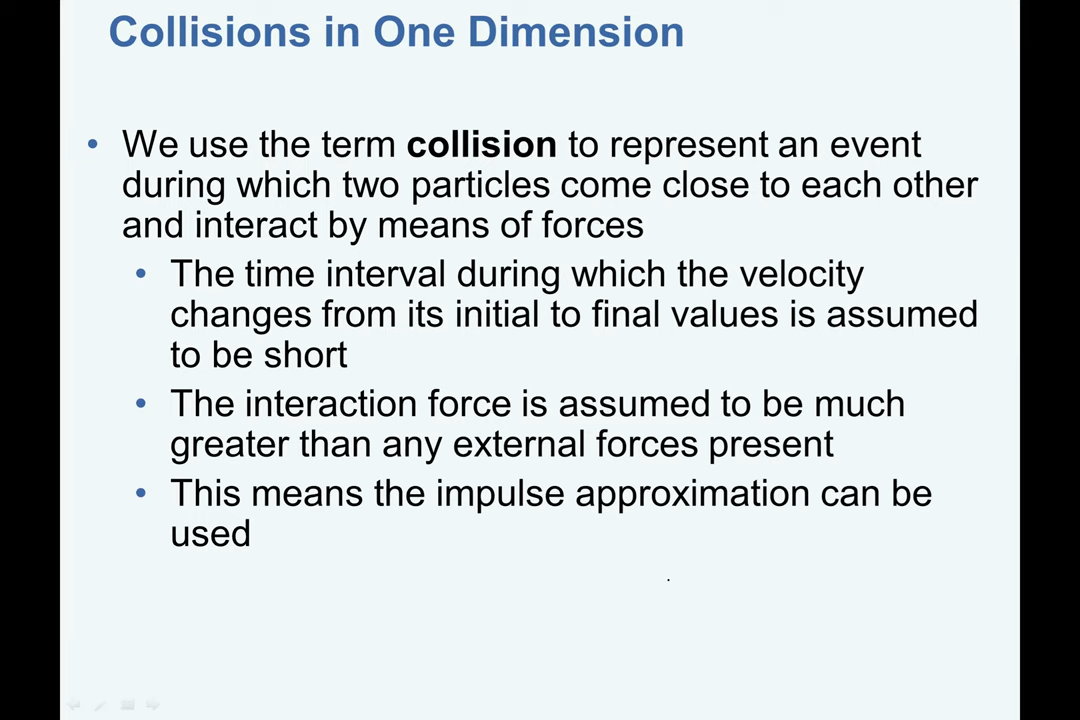 Collisions in One Dimension
• We use the term collision to represent an event
during which two particles come close to each other
and interact by means of forces
• The time interval during which the velocity
changes from its initial to final values is assumed
to be short
• The interaction force is assumed to be much
greater than any external forces present
• This means the impulse approximation can be
used